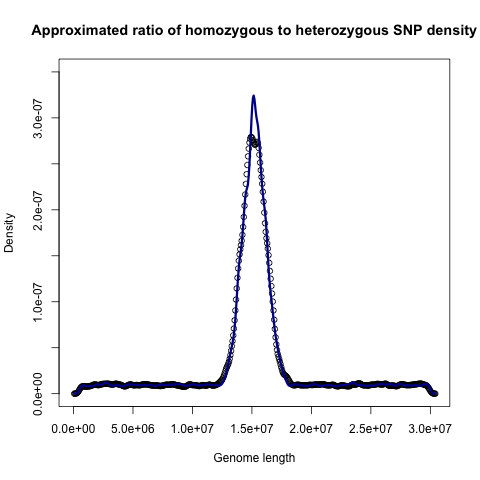 Approximated ratio of homozygous to heterozygous SNP density
3.0e-07
2.0e-07
1.0e-07
0.0e+00
Density
0.0e+00 5.0e+06 1.0e+07 1.5e+07 2.0e+07 2.5e+07 3.0e+07
Genome length